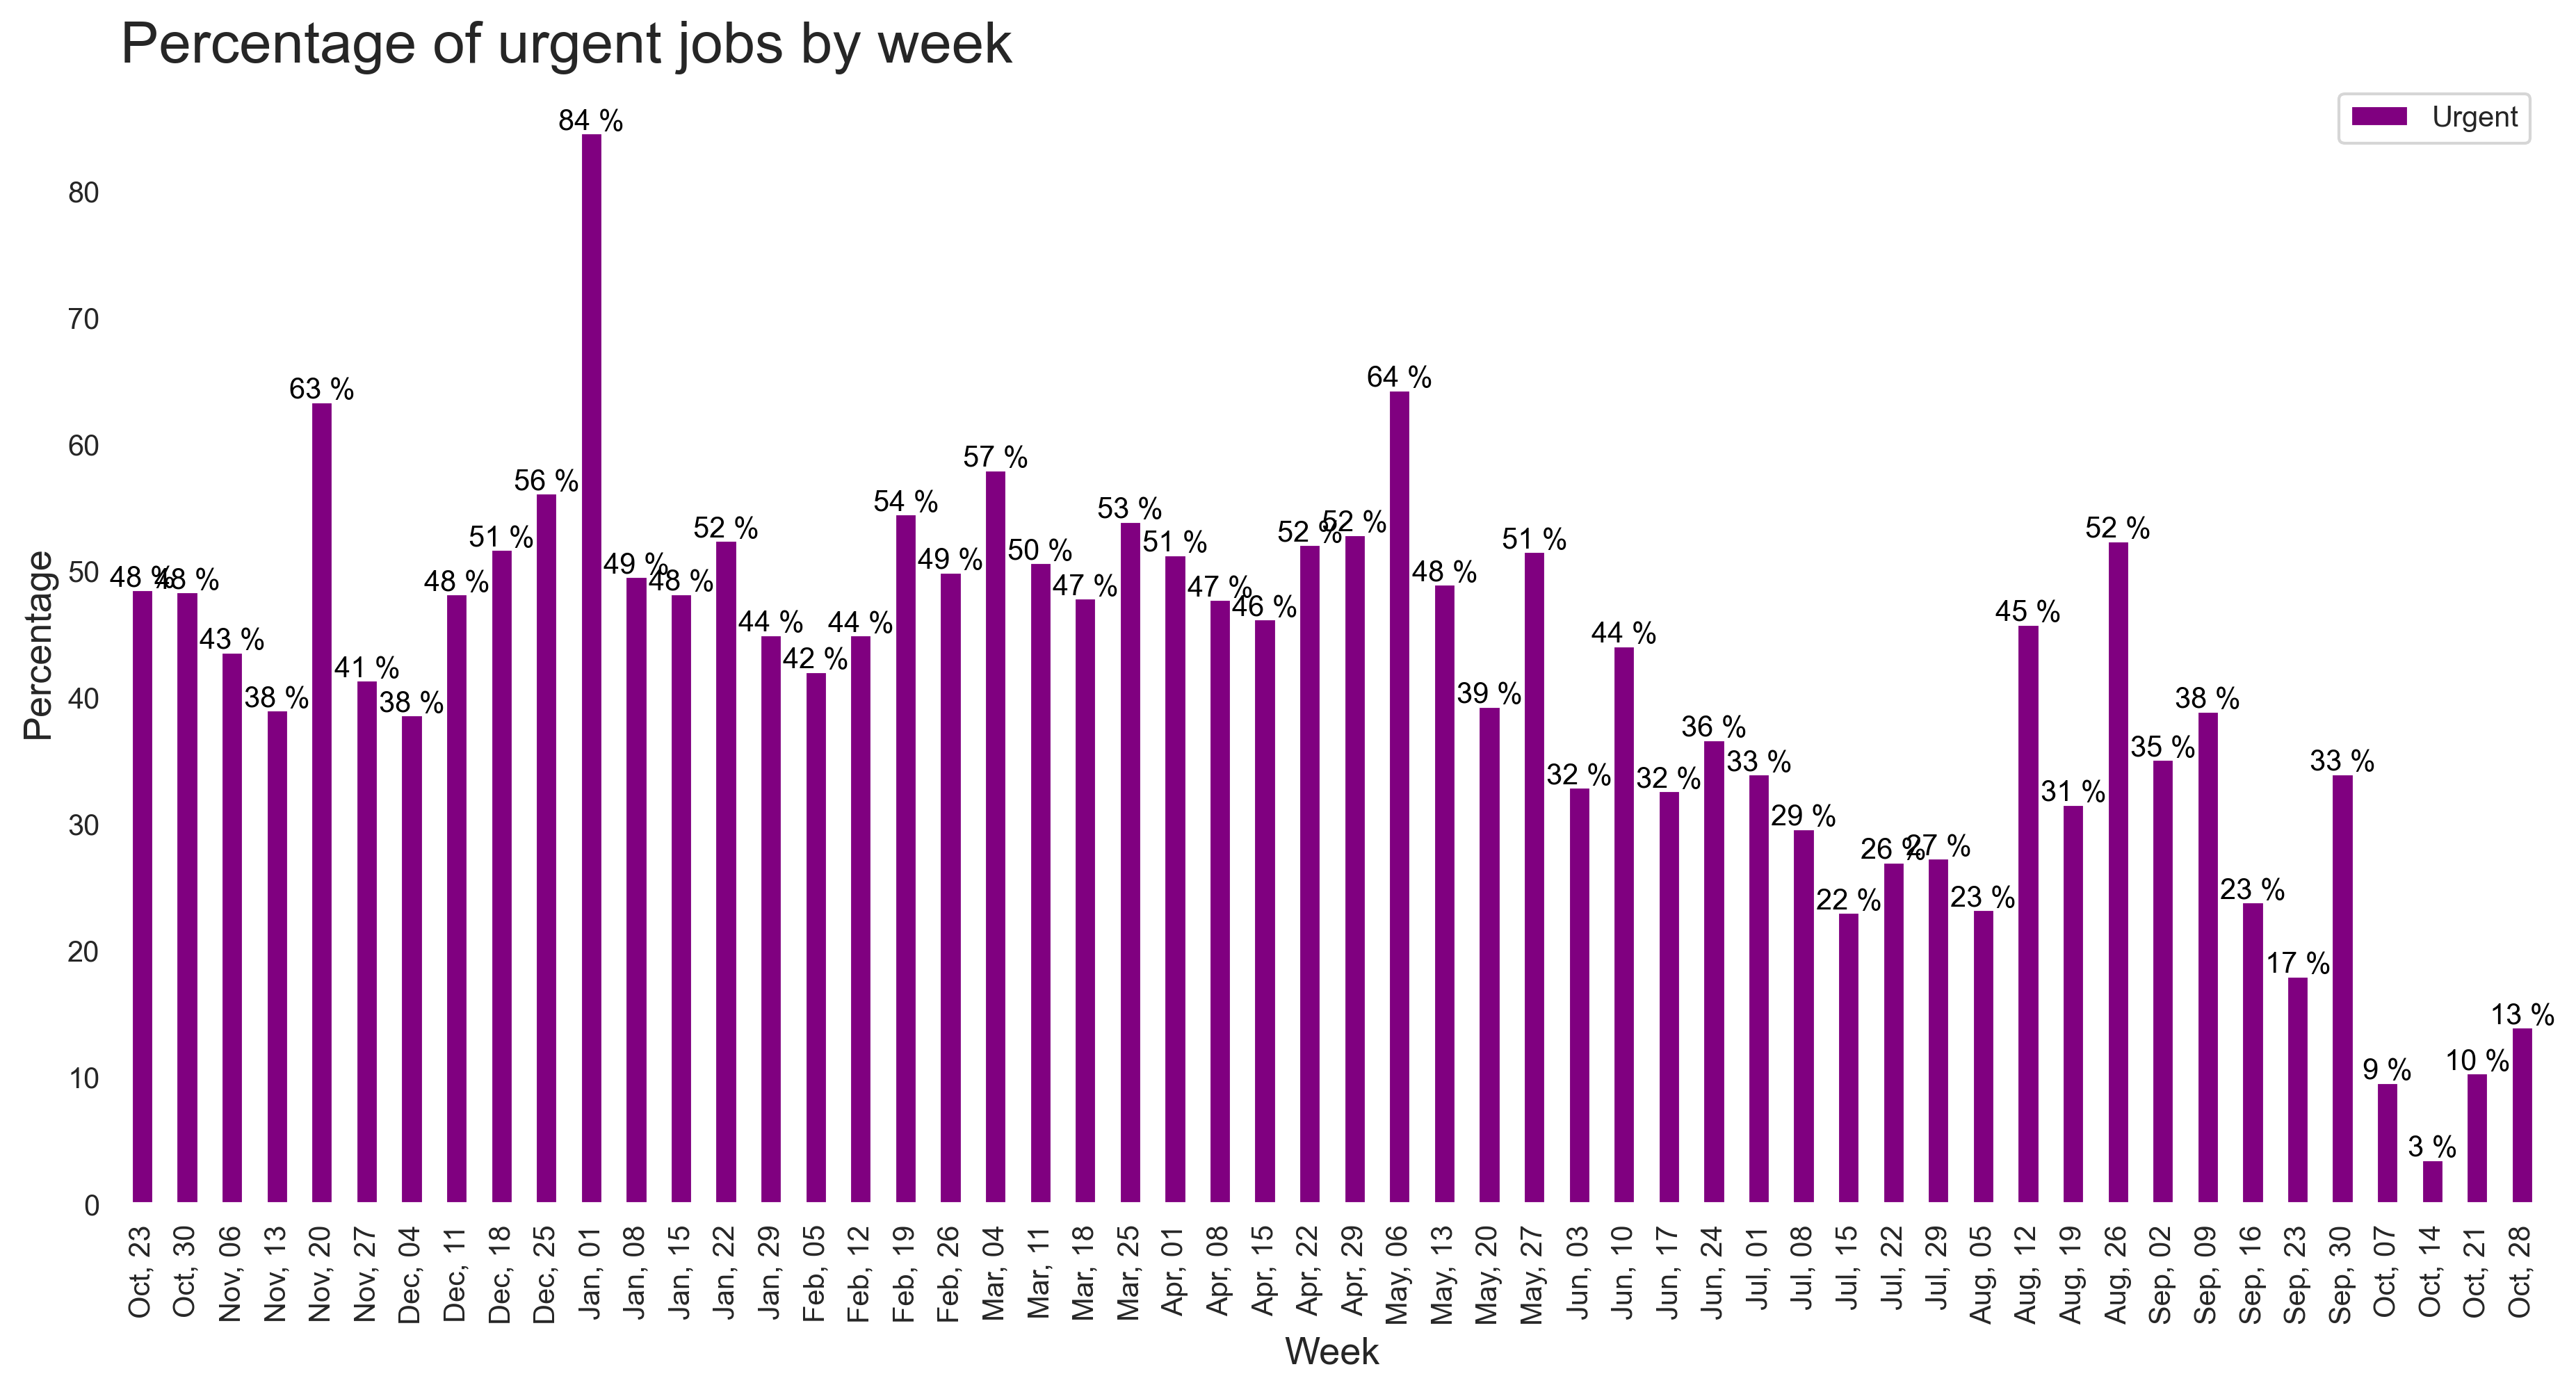 Percentage of urgent jobs by week
Urgent
Percentage
80
70
60
50
40
30
20
10
0
48 %
48 %
43 %
38 %
63 %
41 %
38 %
48 %
51 %
56 %
84 %
49 %
48 %
52 %
44 %
42 %
44 %
54 %
49 %
57 %
50 %
47 %
53 %
51 %
47 %
46 %
52 %
52 %
64 %
48 %
39 %
51 %
32 %
44 %
32 %
36 %
33 %
29 %
22 %
26 %
27 %
23 %
45 %
31 %
52 %
35 %
38 %
23 %
17 %
33 %
9 %
3 %
10 %
13 %
Oct, 23
Oct, 30
Nov, 06
Nov, 13
Nov, 20
Nov, 27
Dec, 04
Dec, 11
Dec, 18
Dec, 25
Jan, 01
Jan, 08
Jan, 15
Jan, 22
Jan, 29
Feb, 05
Feb, 12
Feb, 19
Feb, 26
Mar, 04
Mar, 11
Mar, 18
Mar, 25
Apr, 01
Apr, 08
Apr, 15
Apr, 22
Apr, 29
May, 06
May, 13
May, 20
May, 27
Jun, 03
Jun, 10
Jun, 17
Jun, 24
Jul, 01
Jul, 08
Jul, 15
Jul, 22
Jul, 29
Aug, 05
Aug, 12
Aug, 19
Aug, 26
Sep, 02
Sep, 09
Sep, 16
Sep, 23
Sep, 30
Oct, 07
Oct, 14
Oct, 21
Oct, 28
Week